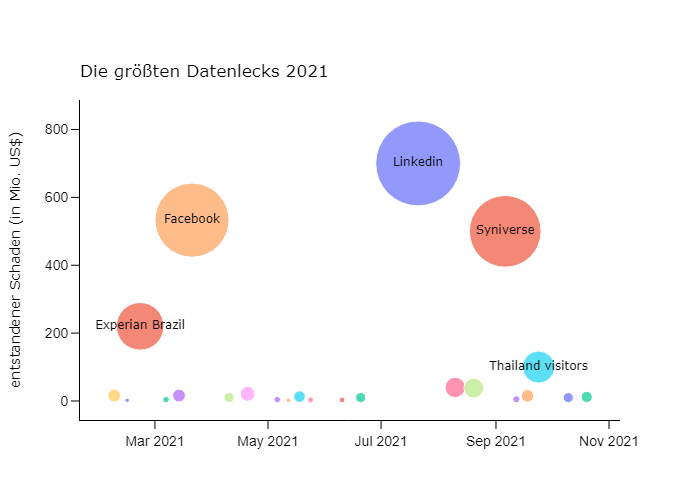 Die größten Datenlecks 2021
entstandener Schaden (in Mio. US$)
800
600
400
200
0
Linkedin
Facebook
Syniverse
Experian Brazil
Thailand visitors
Mar 2021
May 2021
Jul 2021
Sep 2021
Nov 2021